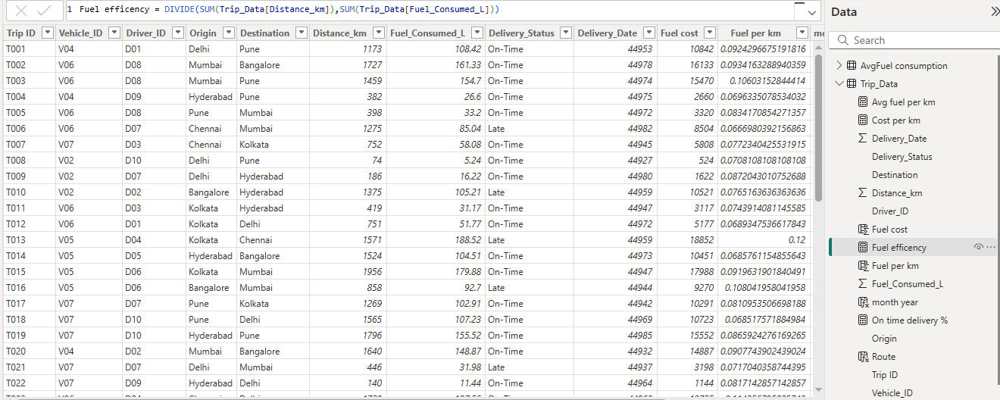 1 Fuel efficency = DIVIDE(SUM(Trip_Data[Distance_km]),SUM(Trip_Data[Fuel_Consumed_L]))
Trip ID Vehicle_ID Driver_ID Origin Destination Distance_km Fuel_Consumed_L Delivery_Status Delivery_Date Fuel cost Fuel per km
T001 V04 D01 Delhi Pune 1173 108.42 On-Time 44953 10842 0.0924296675191816
T002 V06 D08 Mumbai Bangalore 1727 161.33 On-Time 44978 16133 0.0934163288940359
T003 V06 D08 Mumbai Pune 1459 154.7 On-Time 44974 15470 0.10603152844414
T004 V04 D09 Hyderabad Pune 382 26.6 On-Time 44975 2660 0.0696335078534032
T005 V06 D08 Pune Mumbai 398 33.2 On-Time 44972 3320 0.0834170854271357
T006 V06 D07 Chennai Mumbai 1275 85.04 Late 44982 8504 0.0666980392156863
T007 V07 D03 Chennai Kolkata 752 58.08 On-Time 44945 5808 0.0772340425531915
T008 V02 D10 Delhi Pune 74 5.24 On-Time 44927 524 0.0708108108108108
T009 V02 D07 Delhi Hyderabad 186 16.22 On-Time 44980 1622 0.0872043010752688
T010 V02 D02 Bangalore Hyderabad 1375 105.21 Late 44959 10521 0.0765163636363636
T011 V06 D03 Kolkata Hyderabad 419 31.17 On-Time 44947 3117 0.0743914081145585
T012 V06 D01 Kolkata Delhi 751 51.77 On-Time 44972 5177 0.0689347536617843
T013 V05 D04 Kolkata Chennai 1571 188.52 Late 44959 18852 0.12
T014 V05 D05 Hyderabad Bangalore 1524 104.51 On-Time 44973 10451 0.0685761154855643
T015 V05 D06 Kolkata Mumbai 1956 179.88 On-Time 44947 17988 0.0919631901840491
T016 V05 D06 Bangalore Mumbai 858 92.7 Late 44944 9270 0.108041958041958
T017 V07 D07 Pune Kolkata 1269 102.91 On-Time 44942 10291 0.0810953506698188
T018 V07 D10 Pune Delhi 1565 107.23 On-Time 44969 10723 0.068517571884984
T019 V07 D10 Hyderabad Pune 1796 155.52 On-Time 44985 15552 0.0865924276169265
T020 V04 D02 Mumbai Bangalore 1640 148.87 On-Time 44932 14887 0.0907743902439024
T021 V07 D07 Delhi Mumbai 446 31.98 Late 44937 3198 0.0717040358744395
T022 V07 D09 Hyderabad Delhi 140 11.44 On-Time 44964 1144 0.0817142857142857
Data
Search
AvgFuel consumption
Trip_Data
Avg fuel per km
Cost per km
Delivery_Date
Delivery_Status
Destination
Distance_km
Driver_ID
Fuel cost
Fuel efficency
Fuel per km
Fuel_Consumed_L
month year
On time delivery %
Origin
Route
Trip ID
Vehicle_ID